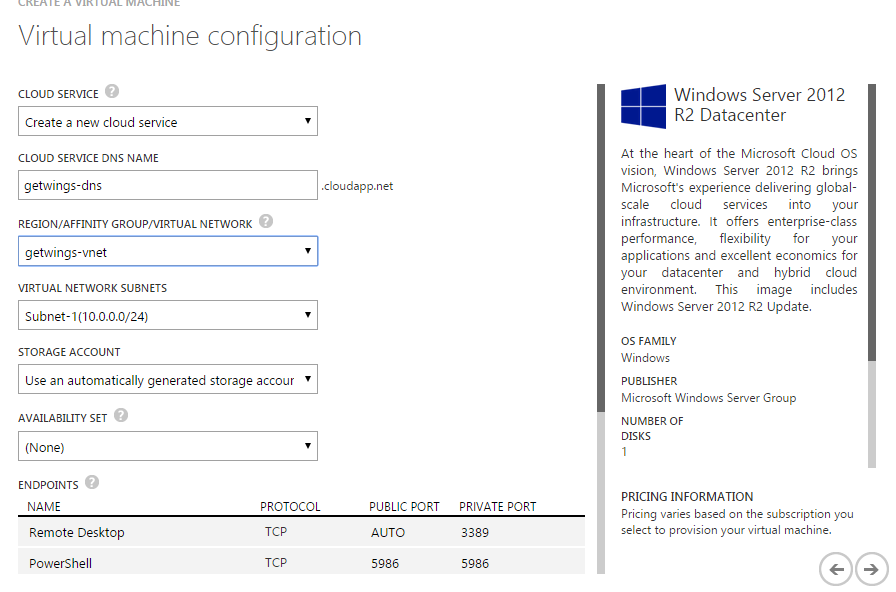 CREATE A VIRTUAL MACHINE
Virtual machine configuration
CLOUD SERVICE ?
Create a new cloud service
CLOUD SERVICE DNS NAME
getwings-dns .cloudapp.net
REGION/AFFINITY GROUP/VIRTUAL NETWORK ?
getwings-vnet
VIRTUAL NETWORK SUBNETS
Subnet-1(10.0.0.0/24)
STORAGE ACCOUNT
Use an automatically generated storage accour
AVAILABILITY SET ?
(None)
ENDPOINTS ?
NAME PROTOCOL PUBLIC PORT PRIVATE PORT
Remote Desktop TCP AUTO 3389
PowerShell TCP 5986 5986
Windows Server 2012
R2 Datacenter
At the heart of the Microsoft Cloud OS
vision, Windows Server 2012 R2 brings
Microsoft's experience delivering global-
scale cloud services into your
infrastructure. It offers enterprise-class
performance, flexibility for your
applications and excellent economics for
your datacenter and hybrid cloud
environment. This image includes
Windows Server 2012 R2 Update.
OS FAMILY
Windows
PUBLISHER
Microsoft Windows Server Group
NUMBER OF
DISKS
1
PRICING INFORMATION
Pricing varies based on the subscription you
select to provision your virtual machine.